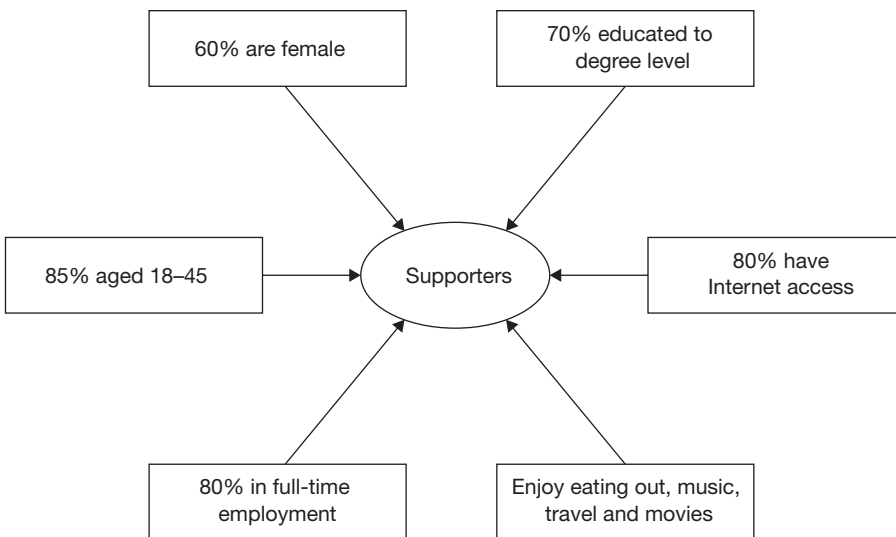 60% are female
70% educated to
degree level
85% aged 18–45
Supporters
80% have
Internet access
80% in full-time
employment
Enjoy eating out, music,
travel and movies